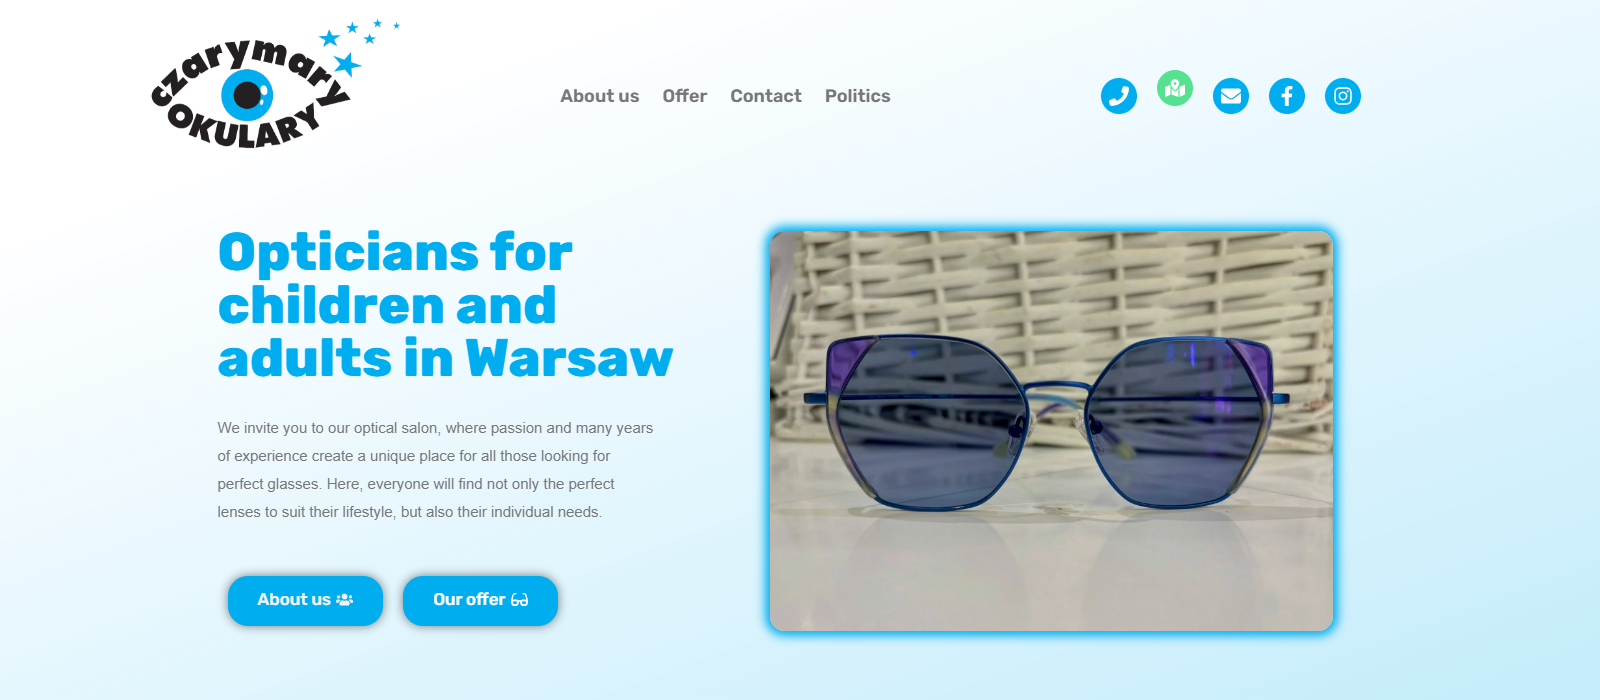 czarymary
OKULARY
About us
Offer
Contact
Politics
Opticians for
children and
adults in Warsaw
We invite you to our optical salon, where passion and many years
of experience create a unique place for all those looking for
perfect glasses. Here, everyone will find not only the perfect
lenses to suit their lifestyle, but also their individual needs.
About us
Our offer